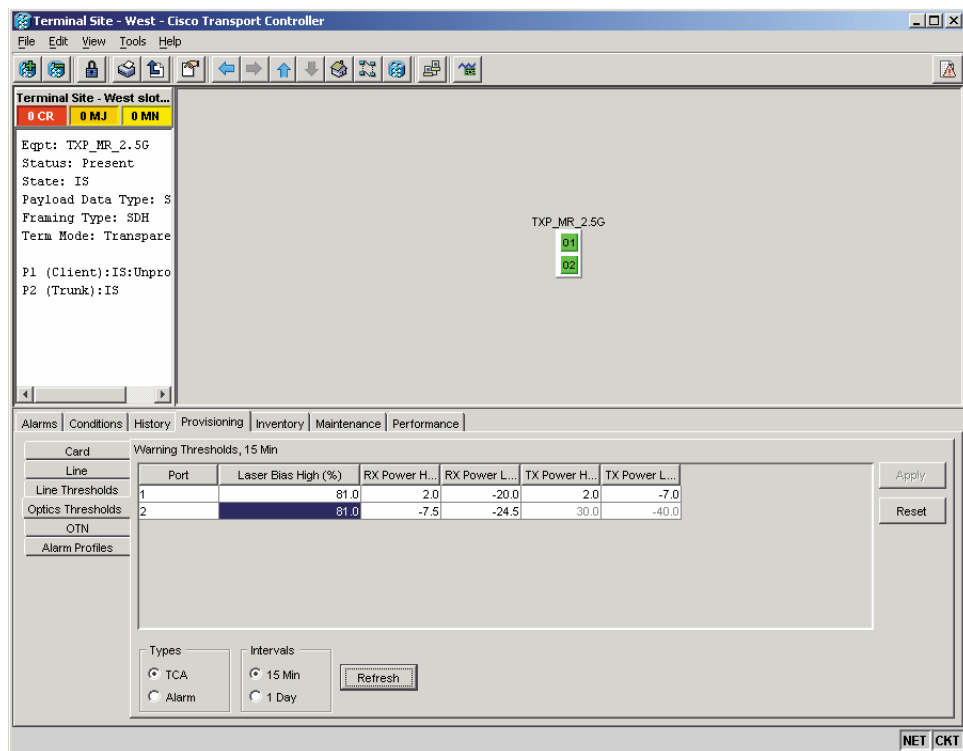 Terminal Site - West - Cisco Transport Controller
File Edit View Tools Help
Terminal Site - West slot...
0 CR 0 MJ 0 MN
Eqpt: TXP_MR_2.5G
Status: Present
State: IS
Payload Data Type: S
Framing Type: SDH
Term Mode: Transpare
P1 (Client):IS:Unpro
P2 (Trunk):IS
TXP_MR_2.5G
01
02
Alarms Conditions History Provisioning Inventory Maintenance Performance
Card
Line
Line Thresholds
Optics Thresholds
OTN
Alarm Profiles
Warning Thresholds, 15 Min
Port Laser Bias High (%) RX Power H... RX Power L... TX Power H... TX Power L...
1 81.0 2.0 -20.0 2.0 -7.0
2 81.0 -7.5 -24.5 30.0 -40.0
Apply
Reset
Types
TCA
Alarm
Intervals
15 Min
1 Day
Refresh
NET CKT